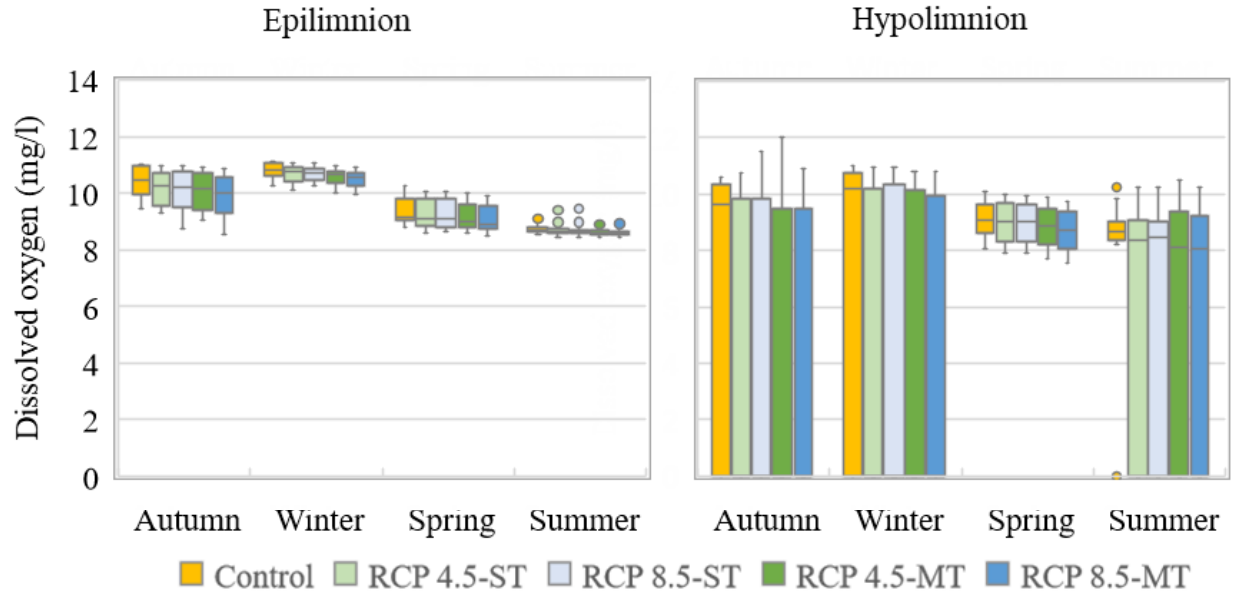 Epilimnion
Hypolimnion
Dissolved oxygen (mg/l)
14
12
10
8
6
4
2
0
Autumn Winter Spring Summer
Autumn Winter Spring Summer
Control RCP 4.5-ST RCP 8.5-ST RCP 4.5-MT RCP 8.5-MT